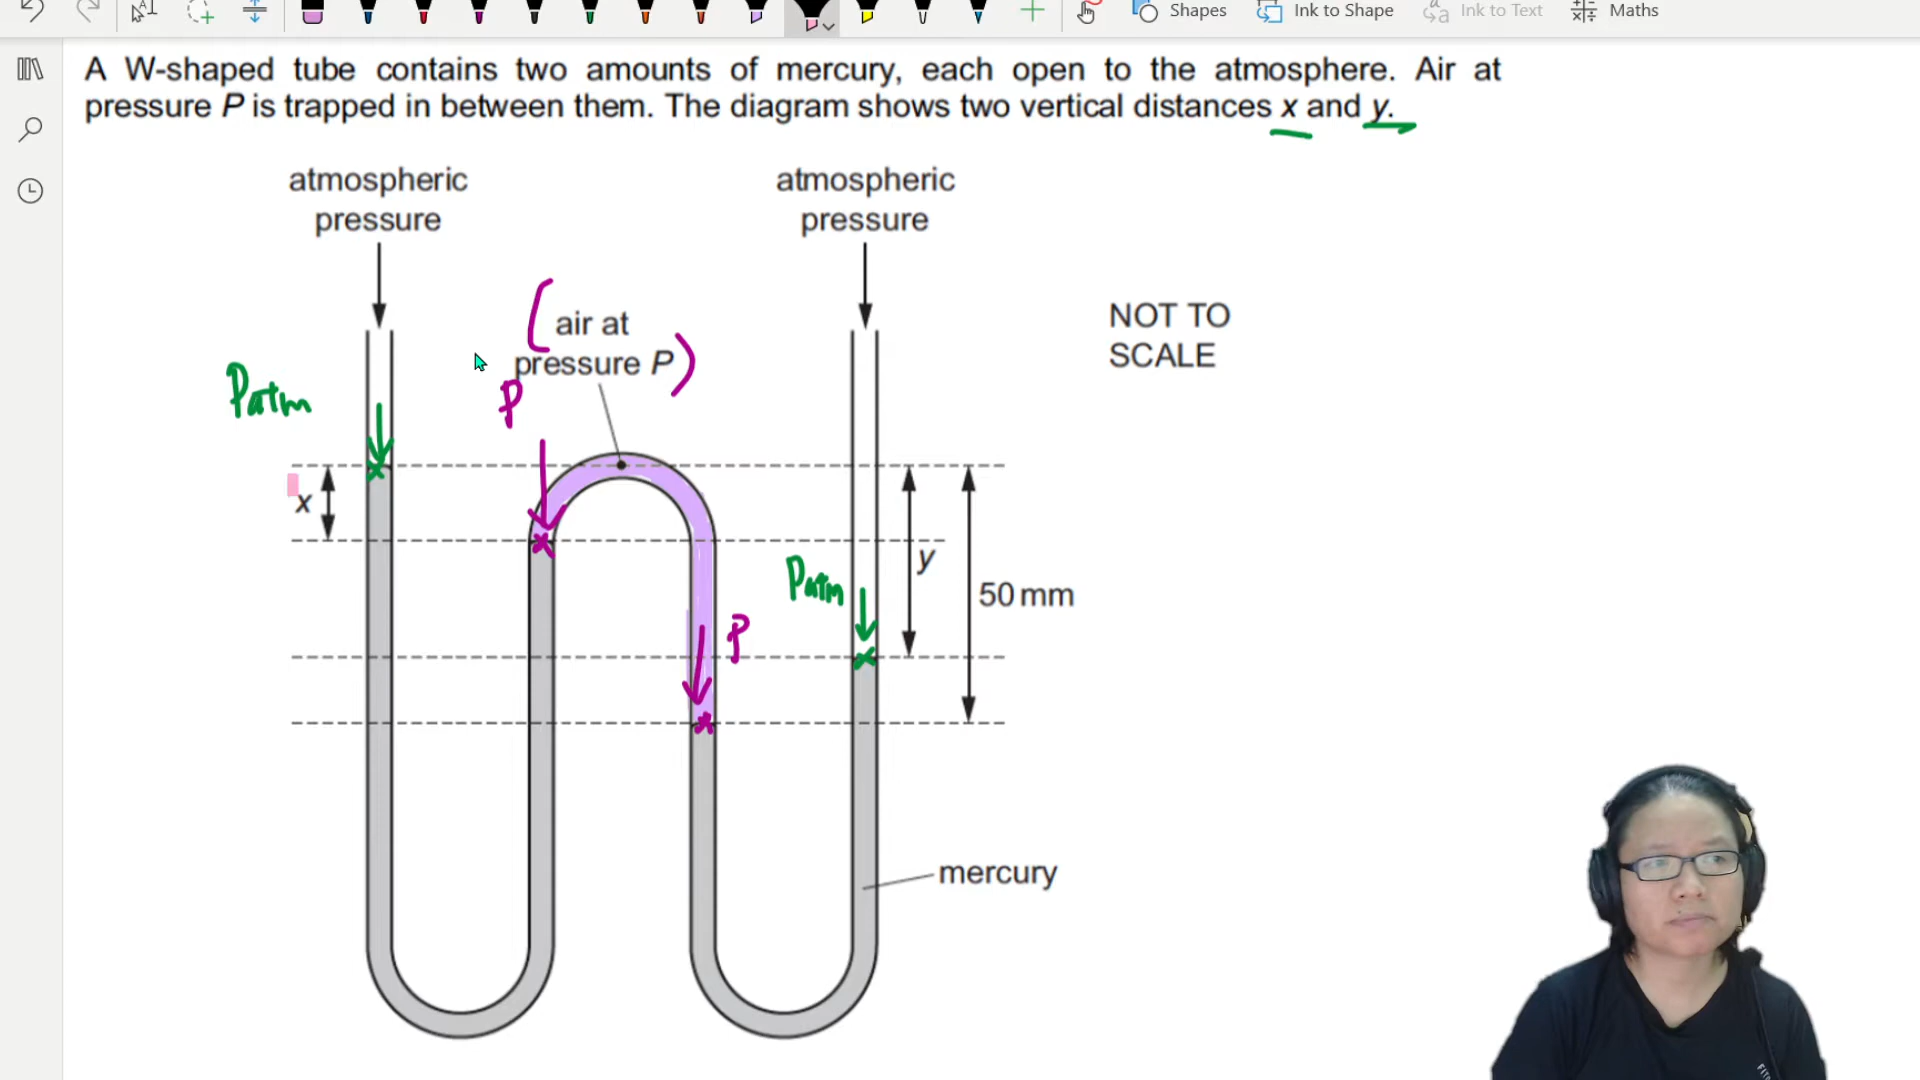 Shapes Ink to Shape Ink to Text Maths
A W-shaped tube contains two amounts of mercury, each open to the atmosphere. Air at
pressure P is trapped in between them. The diagram shows two vertical distances x and y.
atmospheric
pressure
atmospheric
pressure
air at
pressure P
NOT TO
SCALE
Patm
P
x
y
Patm
50 mm
P
mercury